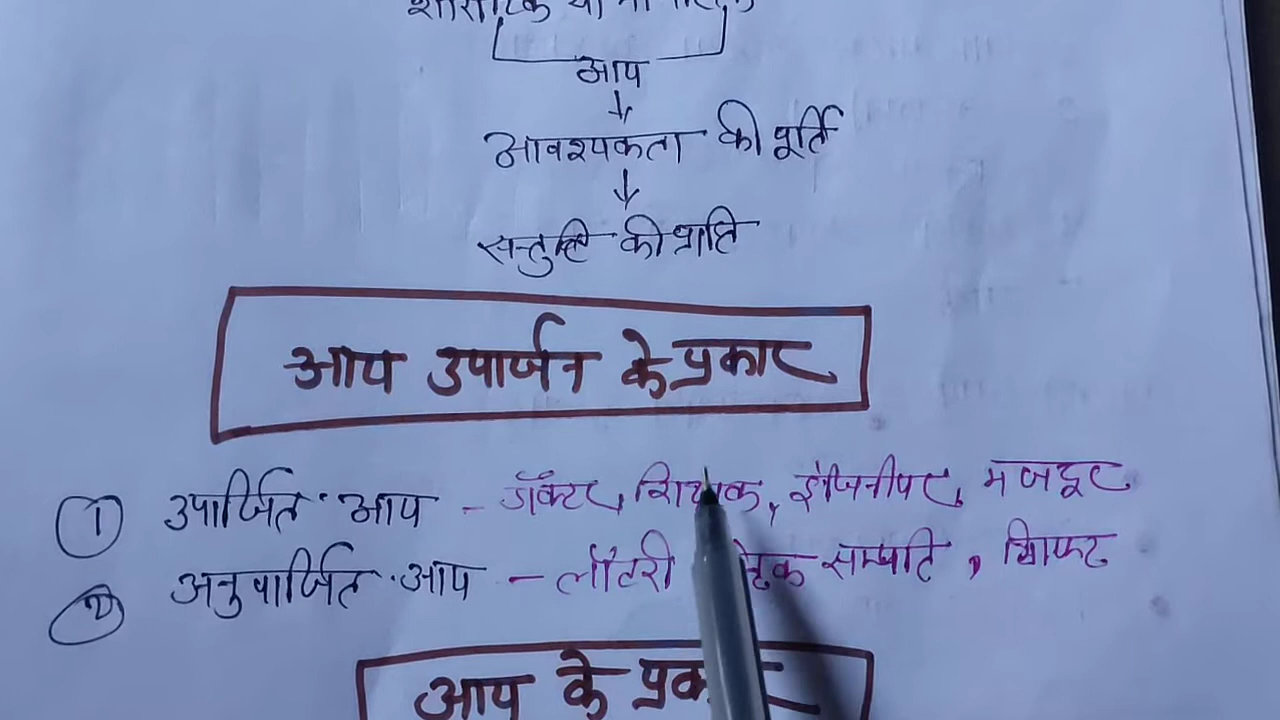 आय
आवश्यकता की पूर्ति
सन्तुष्टि की प्राप्ति
आय उपार्जन के प्रकार
① उपार्जित आय - डॉक्टर, शिक्षक, इंजिनीयर, मजदूर
② अनुपार्जित आय - लॉटरी सम्पत्ति, गिफ्ट
आय के प्रकार